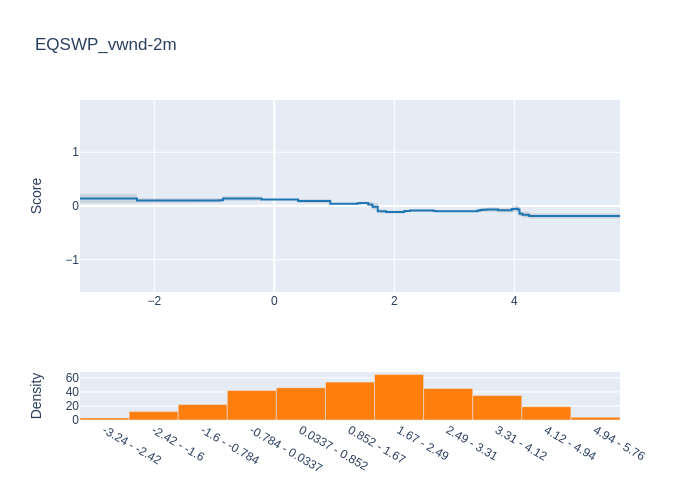 EQSWP_vwnd-2m
Score
1
0
−1
−2
0
2
4
Density
60
40
20
0
-3.24 - -2.42
-2.42 - -1.6
-1.6 - -0.784
-0.784 - 0.0337
0.0337 - 0.852
0.852 - 1.67
1.67 - 2.49
2.49 - 3.31
3.31 - 4.12
4.12 - 4.94
4.94 - 5.76